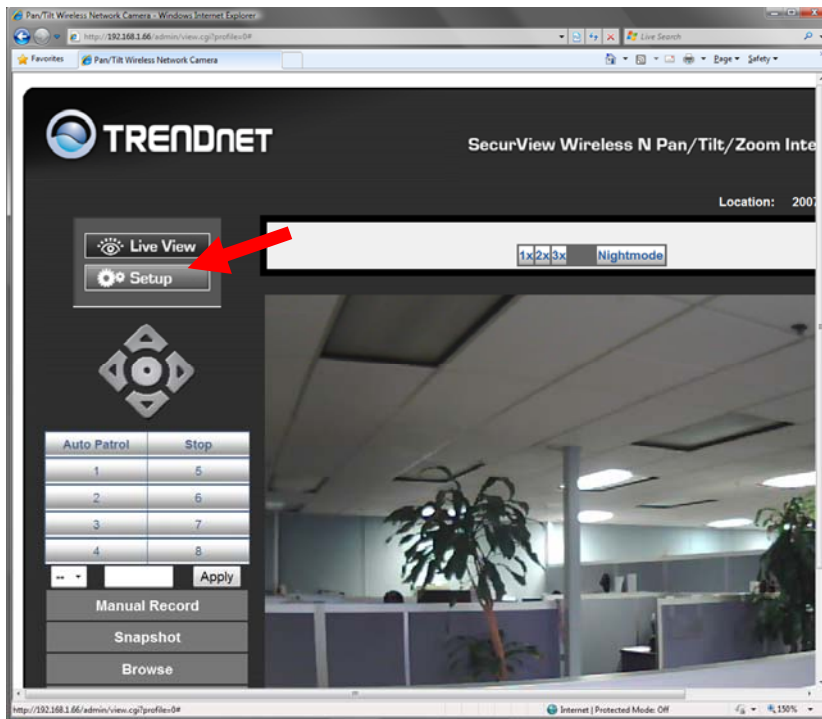 Pan/Tilt Wireless Network Camera - Windows Internet Explorer
http://192.168.1.66/admin/view.cgi?profile=0#
Live Search
Favorites
Pan/Tilt Wireless Network Camera
Page
Safety
TRENDnET
SecurView Wireless N Pan/Tilt/Zoom Inte
Location: 2007
Live View
Setup
1x 2x 3x Nightmode
Auto Patrol Stop
1 5
2 6
3 7
4 8
-- Apply
Manual Record
Snapshot
Browse
http://192.168.1.66/admin/view.cgi?profile=0#
Internet | Protected Mode: Off
150%